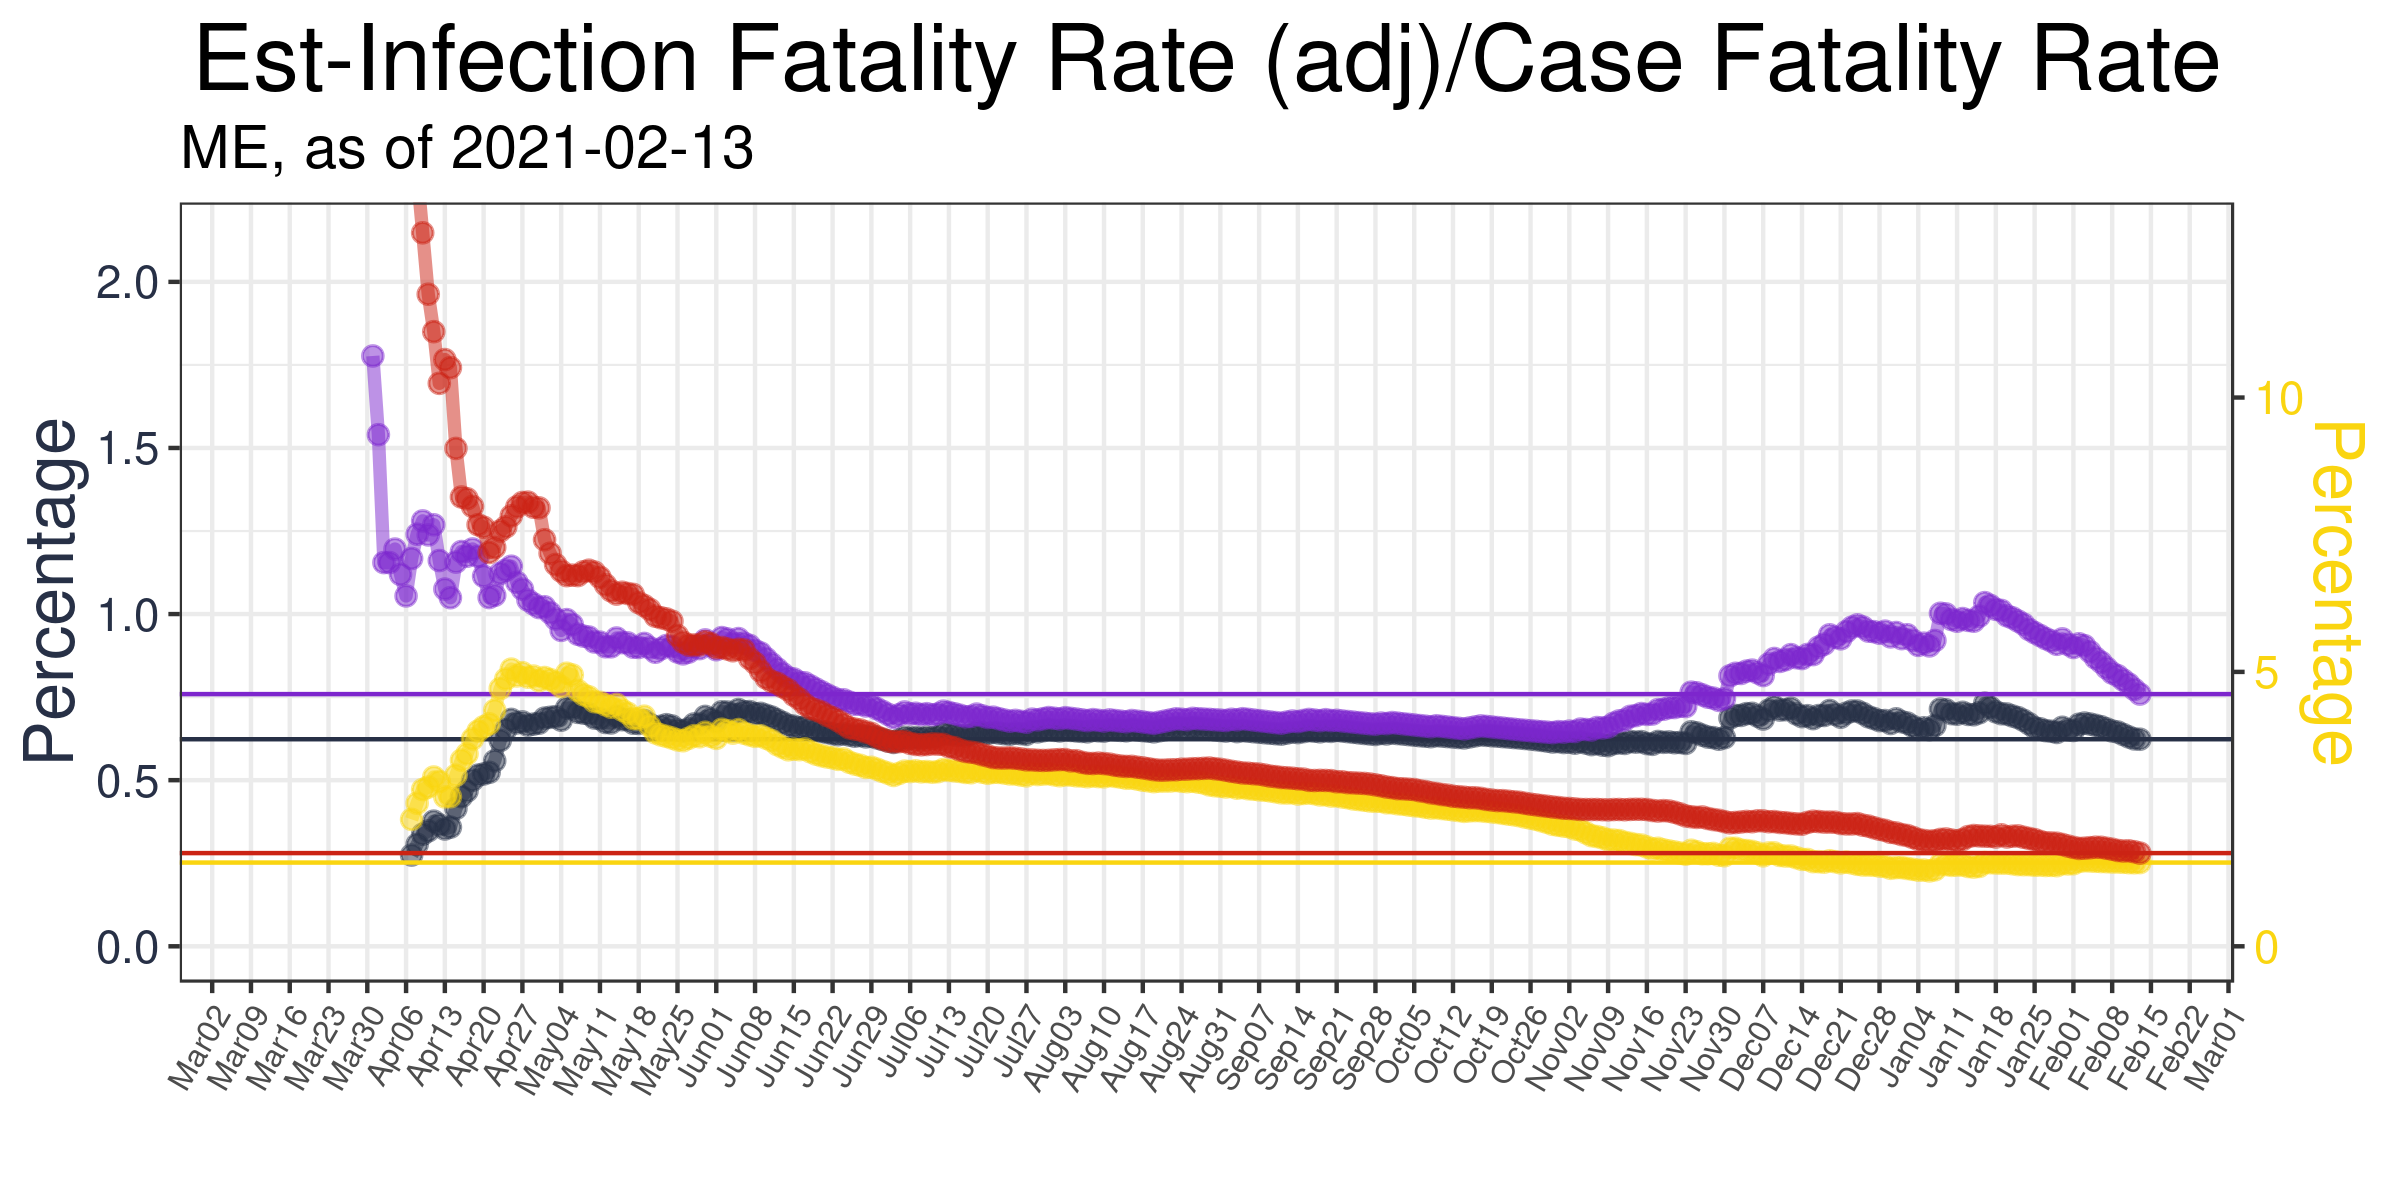 Est-Infection Fatality Rate (adj)/Case Fatality Rate
ME, as of 2021-02-13
Percentage
2.0
1.5
1.0
0.5
0.0
10
5
0
Percentage
Mar02
Mar09
Mar16
Mar23
Mar30
Apr06
Apr13
Apr20
Apr27
May04
May11
May18
May25
Jun01
Jun08
Jun15
Jun22
Jun29
Jul06
Jul13
Jul20
Jul27
Aug03
Aug10
Aug17
Aug24
Aug31
Sep07
Sep14
Sep21
Sep28
Oct05
Oct12
Oct19
Oct26
Nov02
Nov09
Nov16
Nov23
Nov30
Dec07
Dec14
Dec21
Dec28
Jan04
Jan11
Jan18
Jan25
Feb01
Feb08
Feb15
Feb22
Mar01